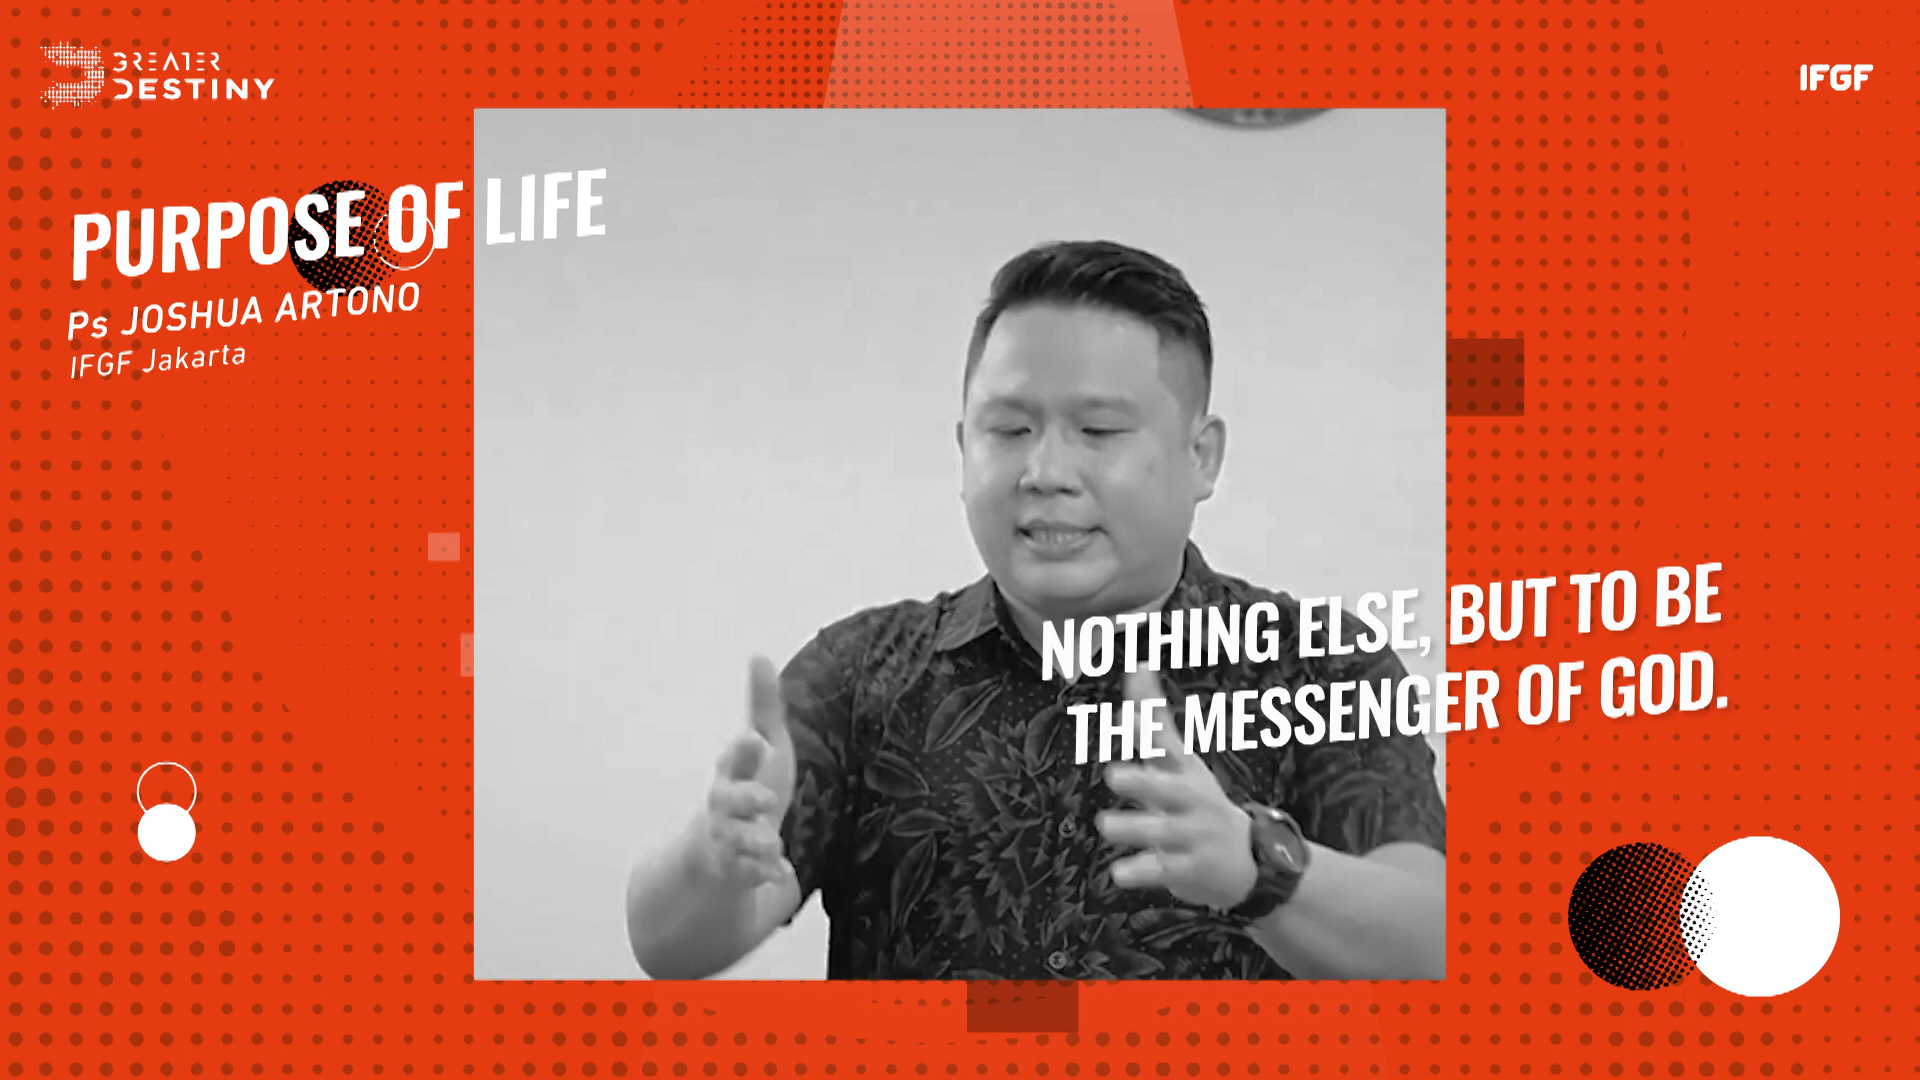 GREATER
DESTINY
IFGF
PURPOSE OF LIFE
Ps JOSHUA ARTONO
IFGF Jakarta
NOTHING ELSE, BUT TO BE
THE MESSENGER OF GOD.